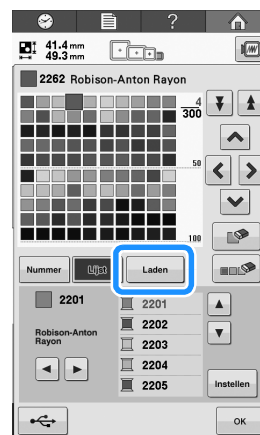 ?
41.4 mm
49.3 mm
2262 Robison-Anton Rayon
4
300
50
100
Nummer Lijst Laden
2201
Robison-Anton
Rayon
2201
2202
2203
2204
2205
Instellen
OK